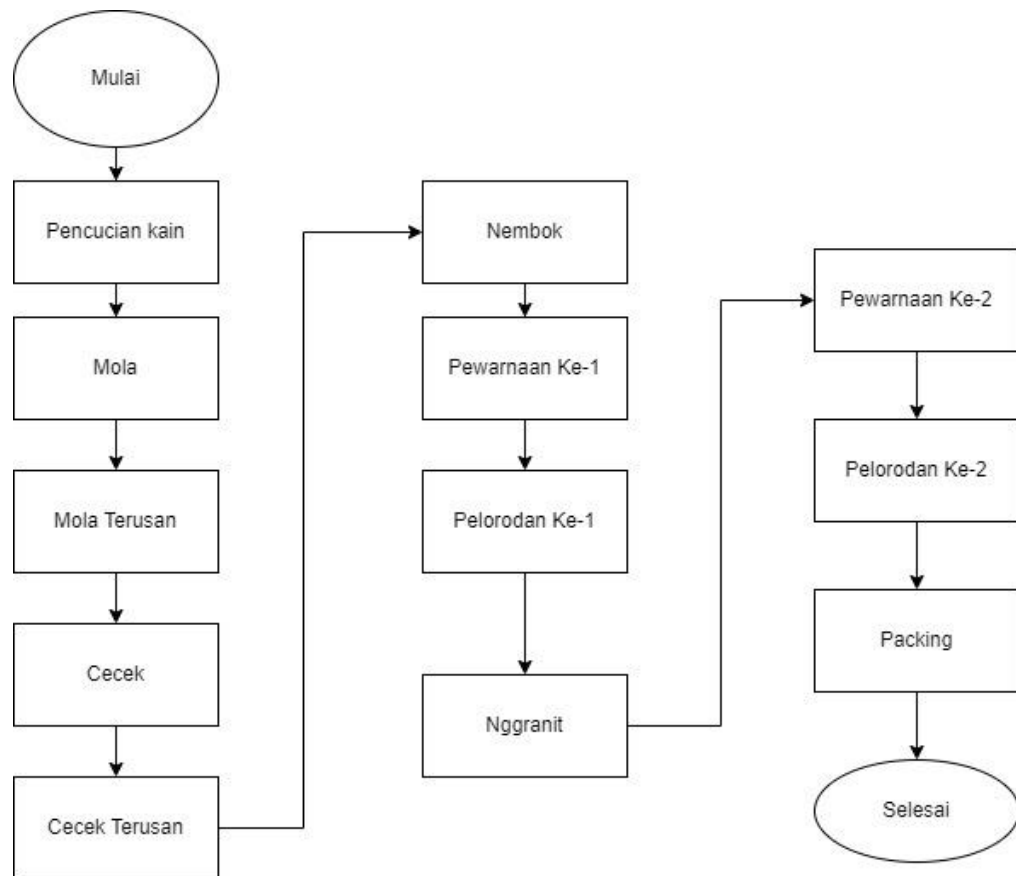 Mulai
Pencucian kain
Mola
Mola Terusan
Cecek
Cecek Terusan
Nembok
Pewarnaan Ke-1
Pelorodan Ke-1
Nggranit
Pewarnaan Ke-2
Pelorodan Ke-2
Packing
Selesai